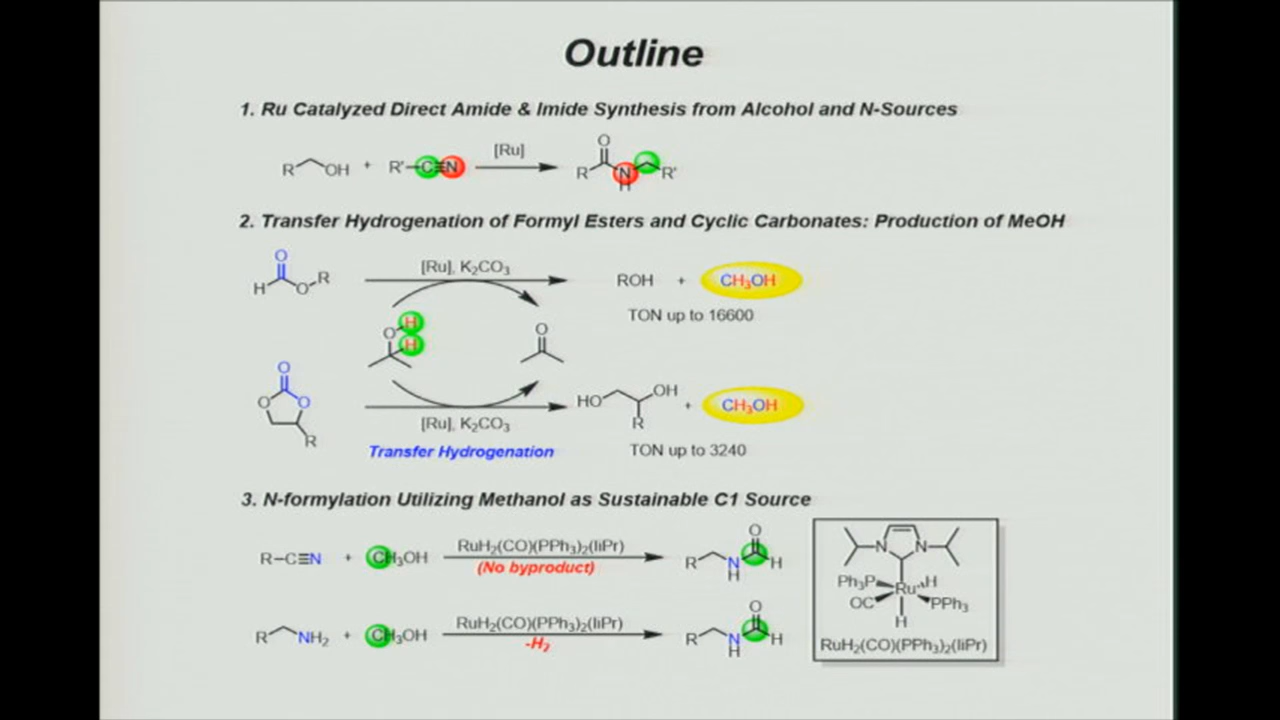 Outline
1. Ru Catalyzed Direct Amide & Imide Synthesis from Alcohol and N-Sources
R OH + R'–C≡N [Ru] R O N H R'
2. Transfer Hydrogenation of Formyl Esters and Cyclic Carbonates: Production of MeOH
H O O R [Ru], K2CO3 ROH + CH3OH
TON up to 16600
O H H O
O O O R [Ru], K2CO3 HO OH R + CH3OH
Transfer Hydrogenation TON up to 3240
3. N-formylation Utilizing Methanol as Sustainable C1 Source
R–C≡N + CH3OH RuH2(CO)(PPh3)2(IiPr) R N H O H
(No byproduct)
R NH2 + CH3OH RuH2(CO)(PPh3)2(IiPr) R N H O H
-H2
N N
Ph3P Ru H
OC PPh3
H
RuH2(CO)(PPh3)2(IiPr)